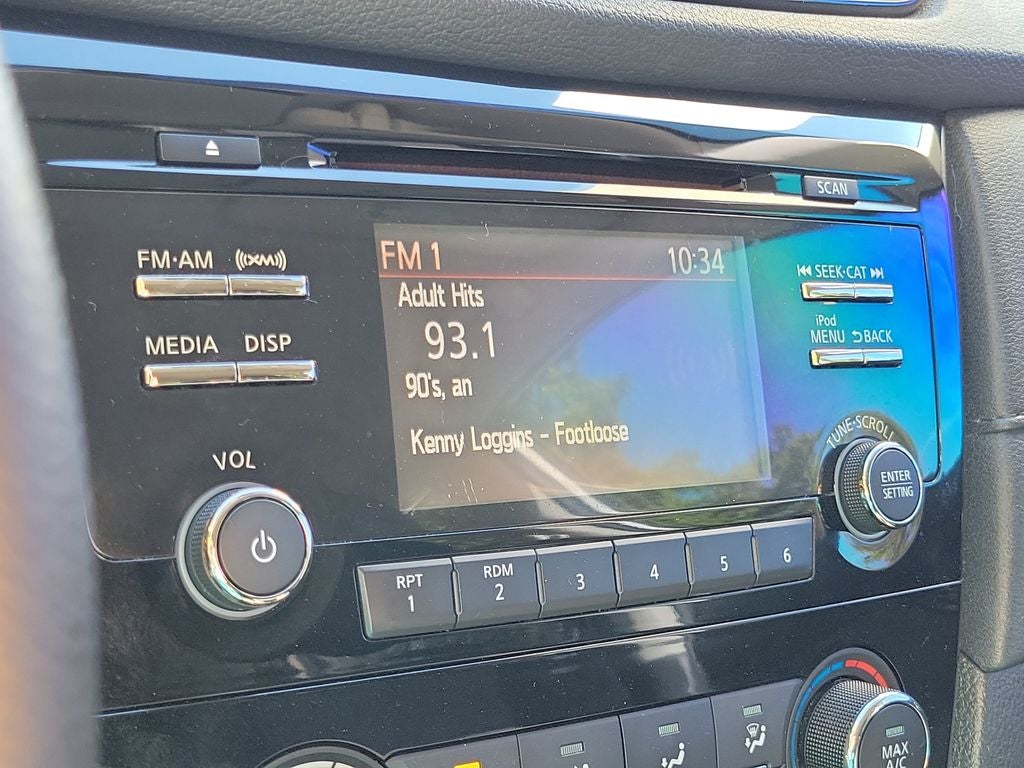 SCAN
FM·AM (((XM)))
MEDIA DISP
VOL
FM 1 10:34
Adult Hits
93.1
90's, an
Kenny Loggins - Footloose
SEEK·CAT
iPod
MENU BACK
TUNE·SCROLL
ENTER
SETTING
RPT
1
RDM
2
3
4
5
6
MAX
A/C